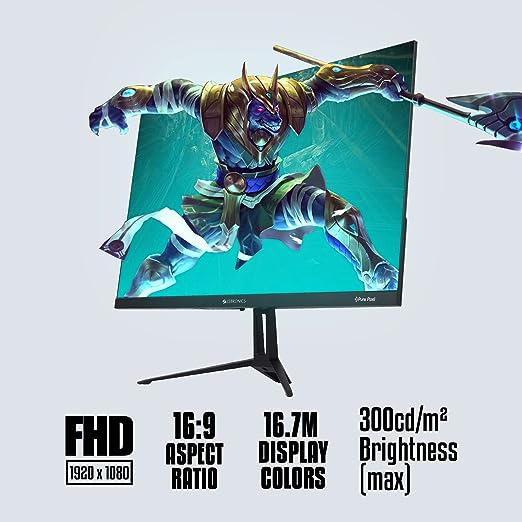 ZEBRONICS
Pure Pixel
FHD
1920 x 1080
16:9
ASPECT
RATIO
16.7M
DISPLAY
COLORS
300cd/m²
Brightness
(max)